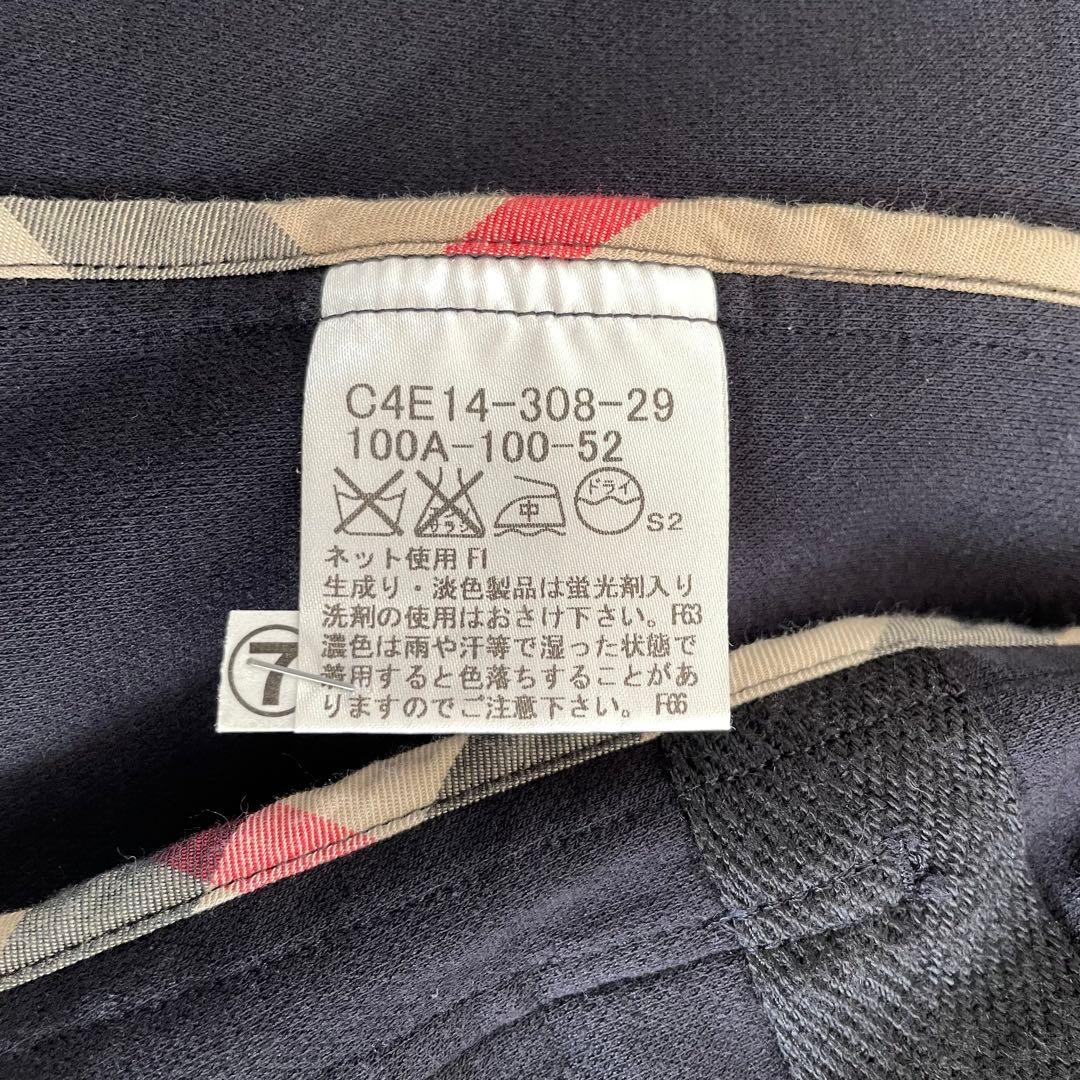 C4E14-308-29
100A-100-52
中
ドライ
S2
ネット使用 FI
生成り・淡色製品は蛍光剤入り
洗剤の使用はおさけ下さい。F63
濃色は雨や汗等で湿った状態で
着用すると色落ちすることがあ
りますのでご注意下さい。F66
⑦